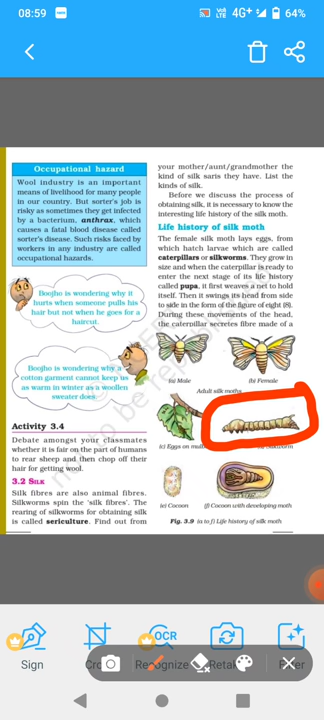 08:59
4G+
64%
Occupational hazard
Wool industry is an important
means of livelihood for many people
in our country. But sorter's job is
risky as sometimes they get infected
by a bacterium, anthrax, which
causes a fatal blood disease called
sorter's disease. Such risks faced by
workers in any industry are called
occupational hazards.
Boojho is wondering why it
hurts when someone pulls his
hair but not when he goes for a
haircut.
Boojho is wondering why a
cotton garment cannot keep us
as warm in winter as a woollen
sweater does.
Activity 3.4
Debate amongst your classmates
whether it is fair on the part of humans
to rear sheep and then chop off their
hair for getting wool.
3.2 SILK
Silk fibres are also animal fibres.
Silkworms spin the 'silk fibres'. The
rearing of silkworms for obtaining silk
is called sericulture. Find out from
your mother/aunt/grandmother the
kind of silk saris they have. List the
kinds of silk.
Before we discuss the process of
obtaining silk, it is necessary to know the
interesting life history of the silk moth.
Life history of silk moth
The female silk moth lays eggs, from
which hatch larvae which are called
caterpillars or silkworms. They grow in
size and when the caterpillar is ready to
enter the next stage of its life history
called pupa, it first weaves a net to hold
itself. Then it swings its head from side
to side in the form of the figure of eight (8).
During these movements of the head,
the caterpillar secretes fibre made of a
(a) Male
(b) Female
Adult silk moths
(c) Eggs on
(e) Cocoon
(f) Cocoon with developing moth
Fig. 3.9 (a to f) Life history of silk moth
Sign
OCR
Recognize